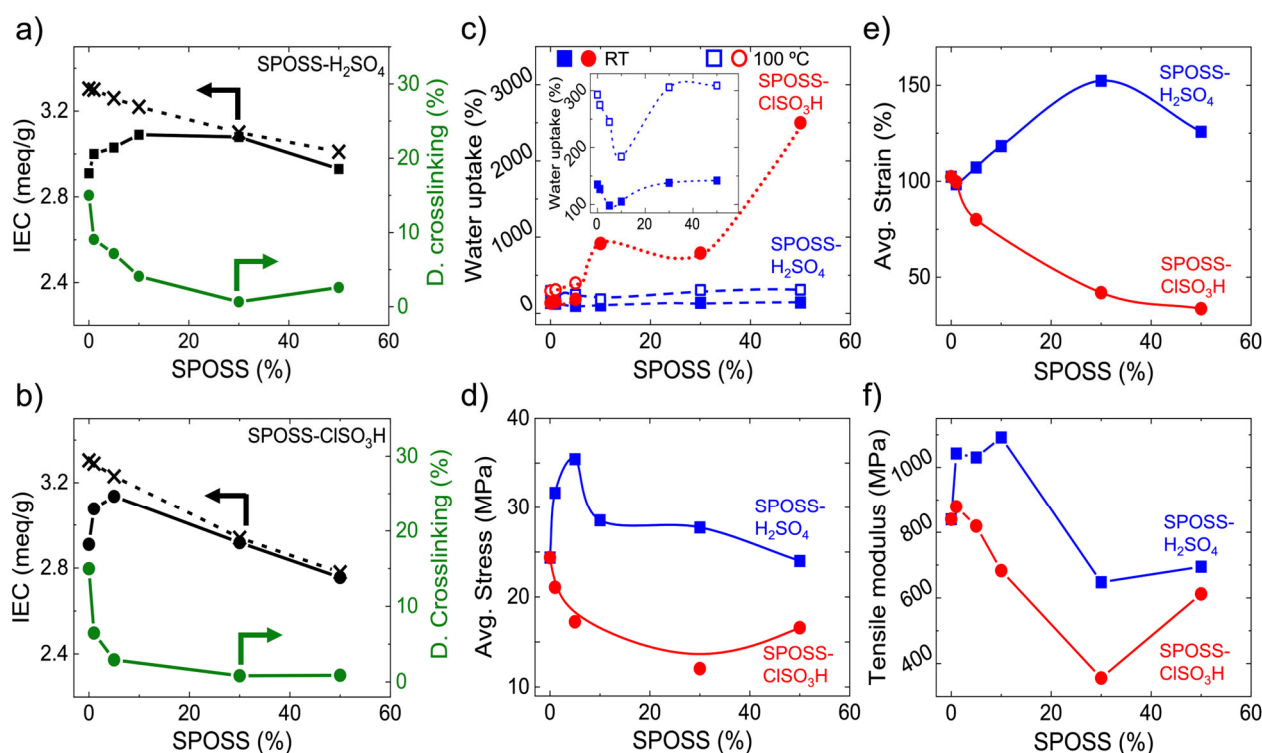 a)
SPOSS-H₂SO₄
IEC (meq/g)
3.2
2.8
2.4
D. crosslinking (%)
30
20
10
0
0 20 40 60
SPOSS (%)
b)
SPOSS-ClSO₃H
IEC (meq/g)
3.2
2.8
2.4
D. Crosslinking (%)
30
20
10
0
0 20 40 60
SPOSS (%)
c)
RT
100 ºC
SPOSS-
ClSO₃H
Water uptake (%)
3000
2500
2000
1000
0
Water uptake (%)
300
200
100
0 20 40
SPOSS-
H₂SO₄
0 20 40 60
SPOSS (%)
d)
Avg. Stress (MPa)
40
30
20
10
SPOSS-
H₂SO₄
SPOSS-
ClSO₃H
0 20 40 60
SPOSS (%)
e)
Avg. Strain (%)
150
100
50
SPOSS-
H₂SO₄
SPOSS-
ClSO₃H
0 20 40 60
SPOSS (%)
f)
Tensile modulus (MPa)
1000
800
600
400
SPOSS-
H₂SO₄
SPOSS-
ClSO₃H
0 20 40 60
SPOSS (%)